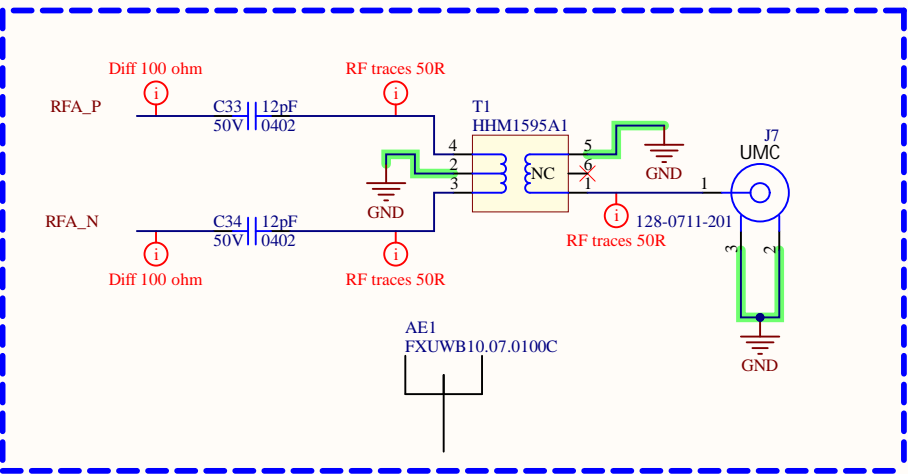 Diff 100 ohm
RF traces 50R
RFA_P
C33 12pF
50V 0402
T1
HHM1595A1
4
2
3
5
6
1
NC
GND
GND
J7
UMC
1
128-0711-201
RF traces 50R
3
2
GND
RFA_N
C34 12pF
50V 0402
Diff 100 ohm
RF traces 50R
AE1
FXUWB10.07.0100C